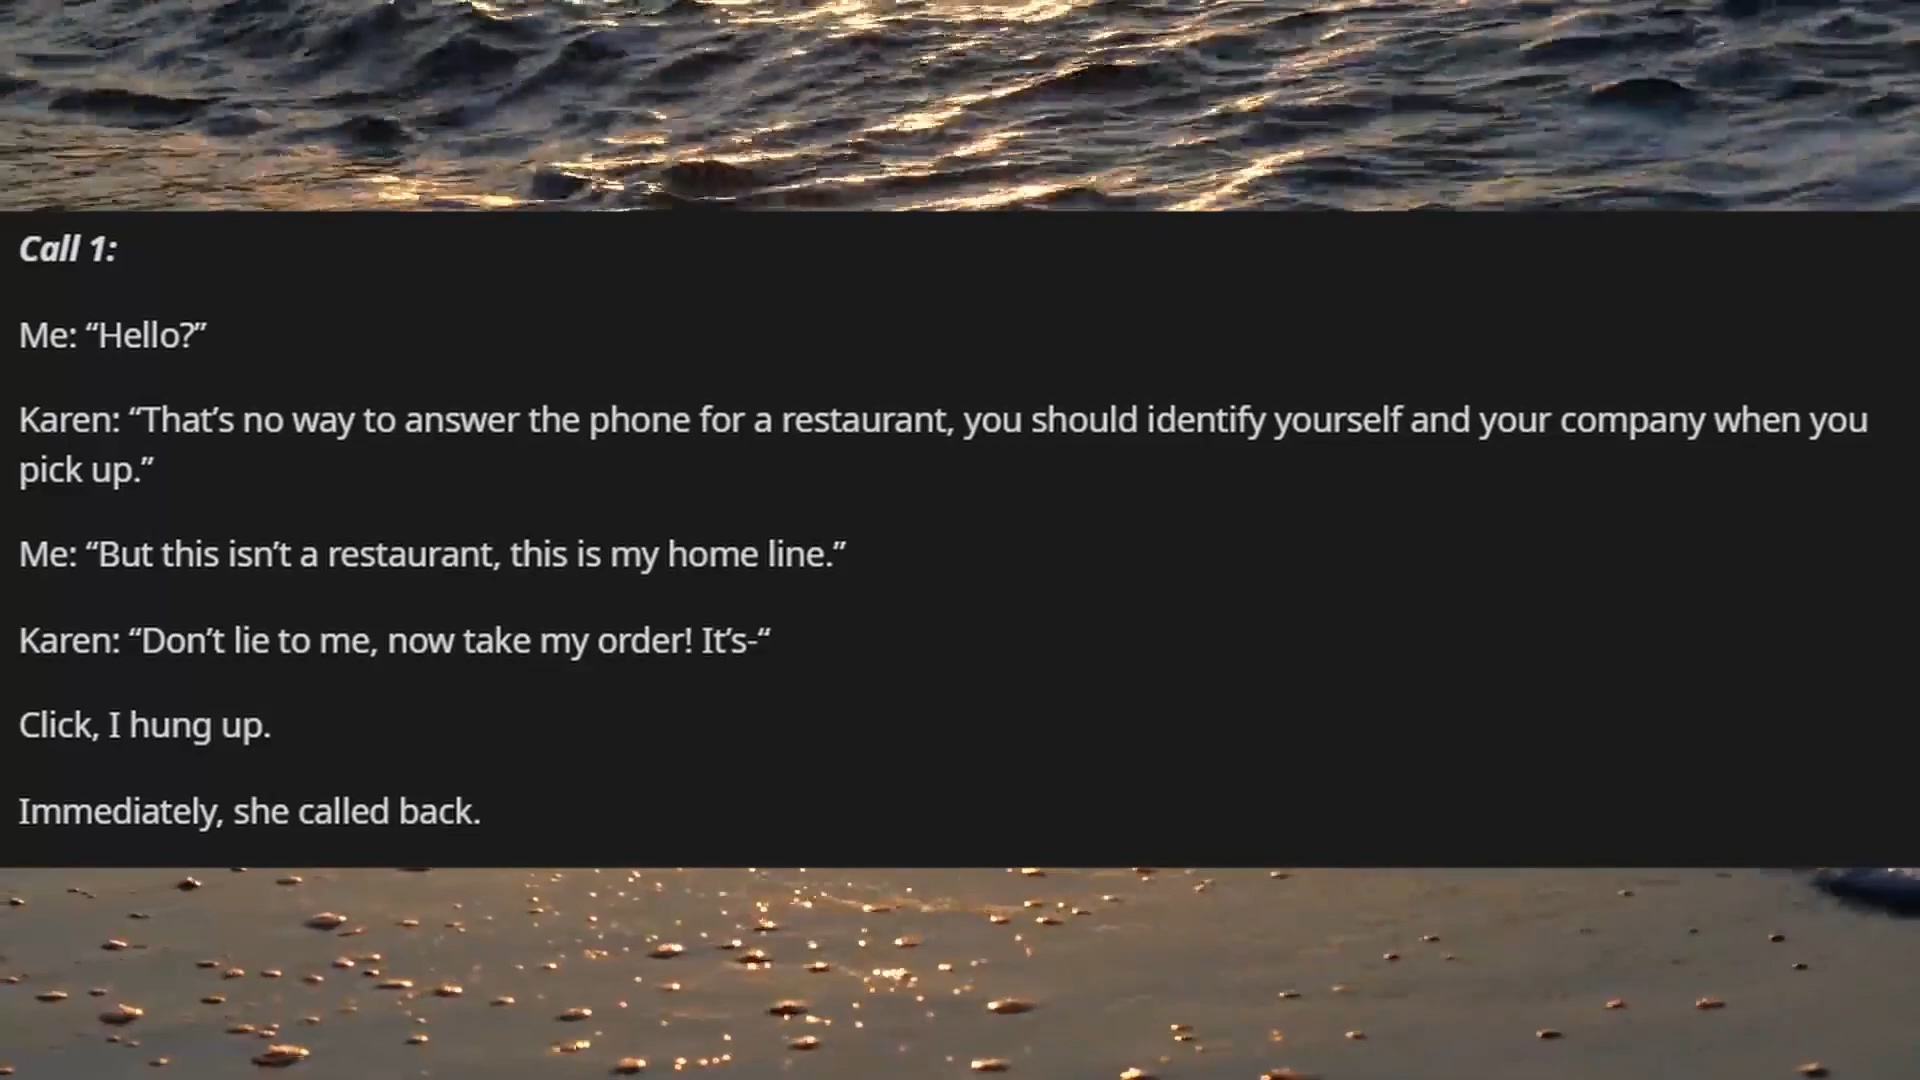 Call 1:
Me: “Hello?”
Karen: “That’s no way to answer the phone for a restaurant, you should identify yourself and your company when you
pick up.”
Me: “But this isn’t a restaurant, this is my home line.”
Karen: “Don’t lie to me, now take my order! It’s-“
Click, I hung up.
Immediately, she called back.